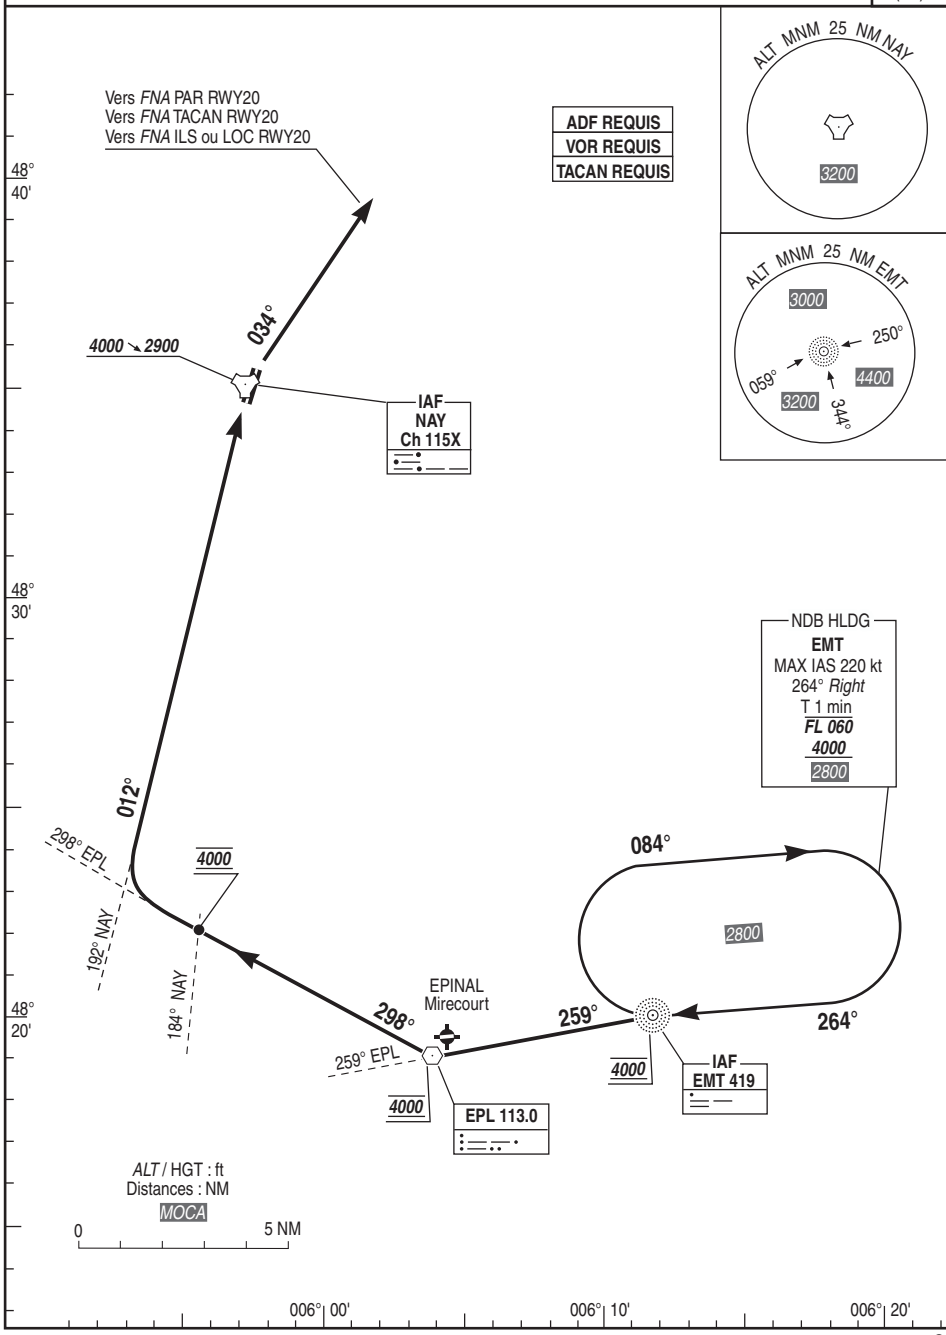 ALT MNM 25 NM NAY
3200
Vers FNA PAR RWY20
Vers FNA TACAN RWY20
Vers FNA ILS ou LOC RWY20
ADF REQUIS
VOR REQUIS
TACAN REQUIS
48°
40'
ALT MNM 25 NM EMT
3000
250°
059°
4400
3200
344°
034°
4000 ↘ 2900
IAF
NAY
Ch 115X
48°
30'
NDB HLDG
EMT
MAX IAS 220 kt
264° Right
T 1 min
FL 060
4000
2800
012°
298° EPL
4000
084°
192° NAY
184° NAY
2800
EPINAL
Mirecourt
48°
20'
298°
259°
264°
259° EPL
4000
IAF
EMT 419
4000
EPL 113.0
ALT / HGT : ft
Distances : NM
MOCA
0 5 NM
006° 00'
006° 10'
006° 20'